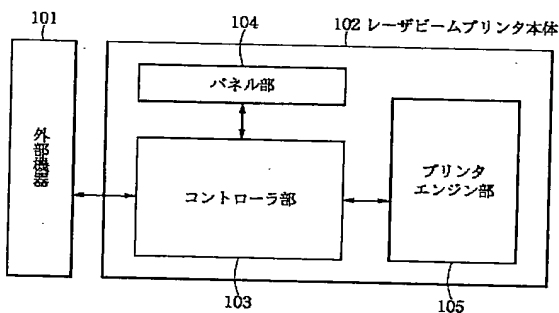 101
102 レーザビームプリンタ本体
104
パネル部
外部機器
コントローラ部
プリンタ
エンジン部
103
105